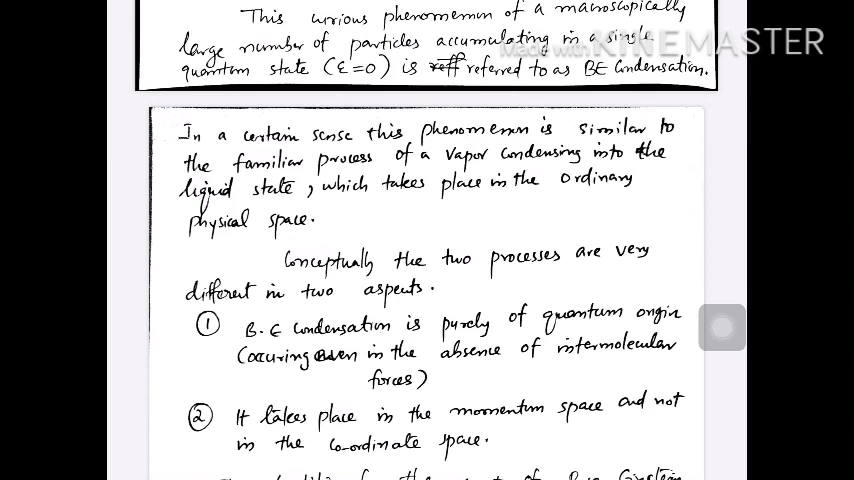 This curious phenomenon of a macroscopically
large number of particles accumulating in a single
Made with KINEMASTER
quantum state (ε=0) is referred to as BE Condensation.
In a certain sense this phenomenon is similar to
the familiar process of a vapor condensing into the
liquid state, which takes place in the ordinary
physical space.
Conceptually the two processes are very
different in two aspects.
① B.E Condensation is purely of quantum origin
(occuring even in the absence of intermolecular
forces)
② It takes place in the momentum space and not
in the co-ordinate space.